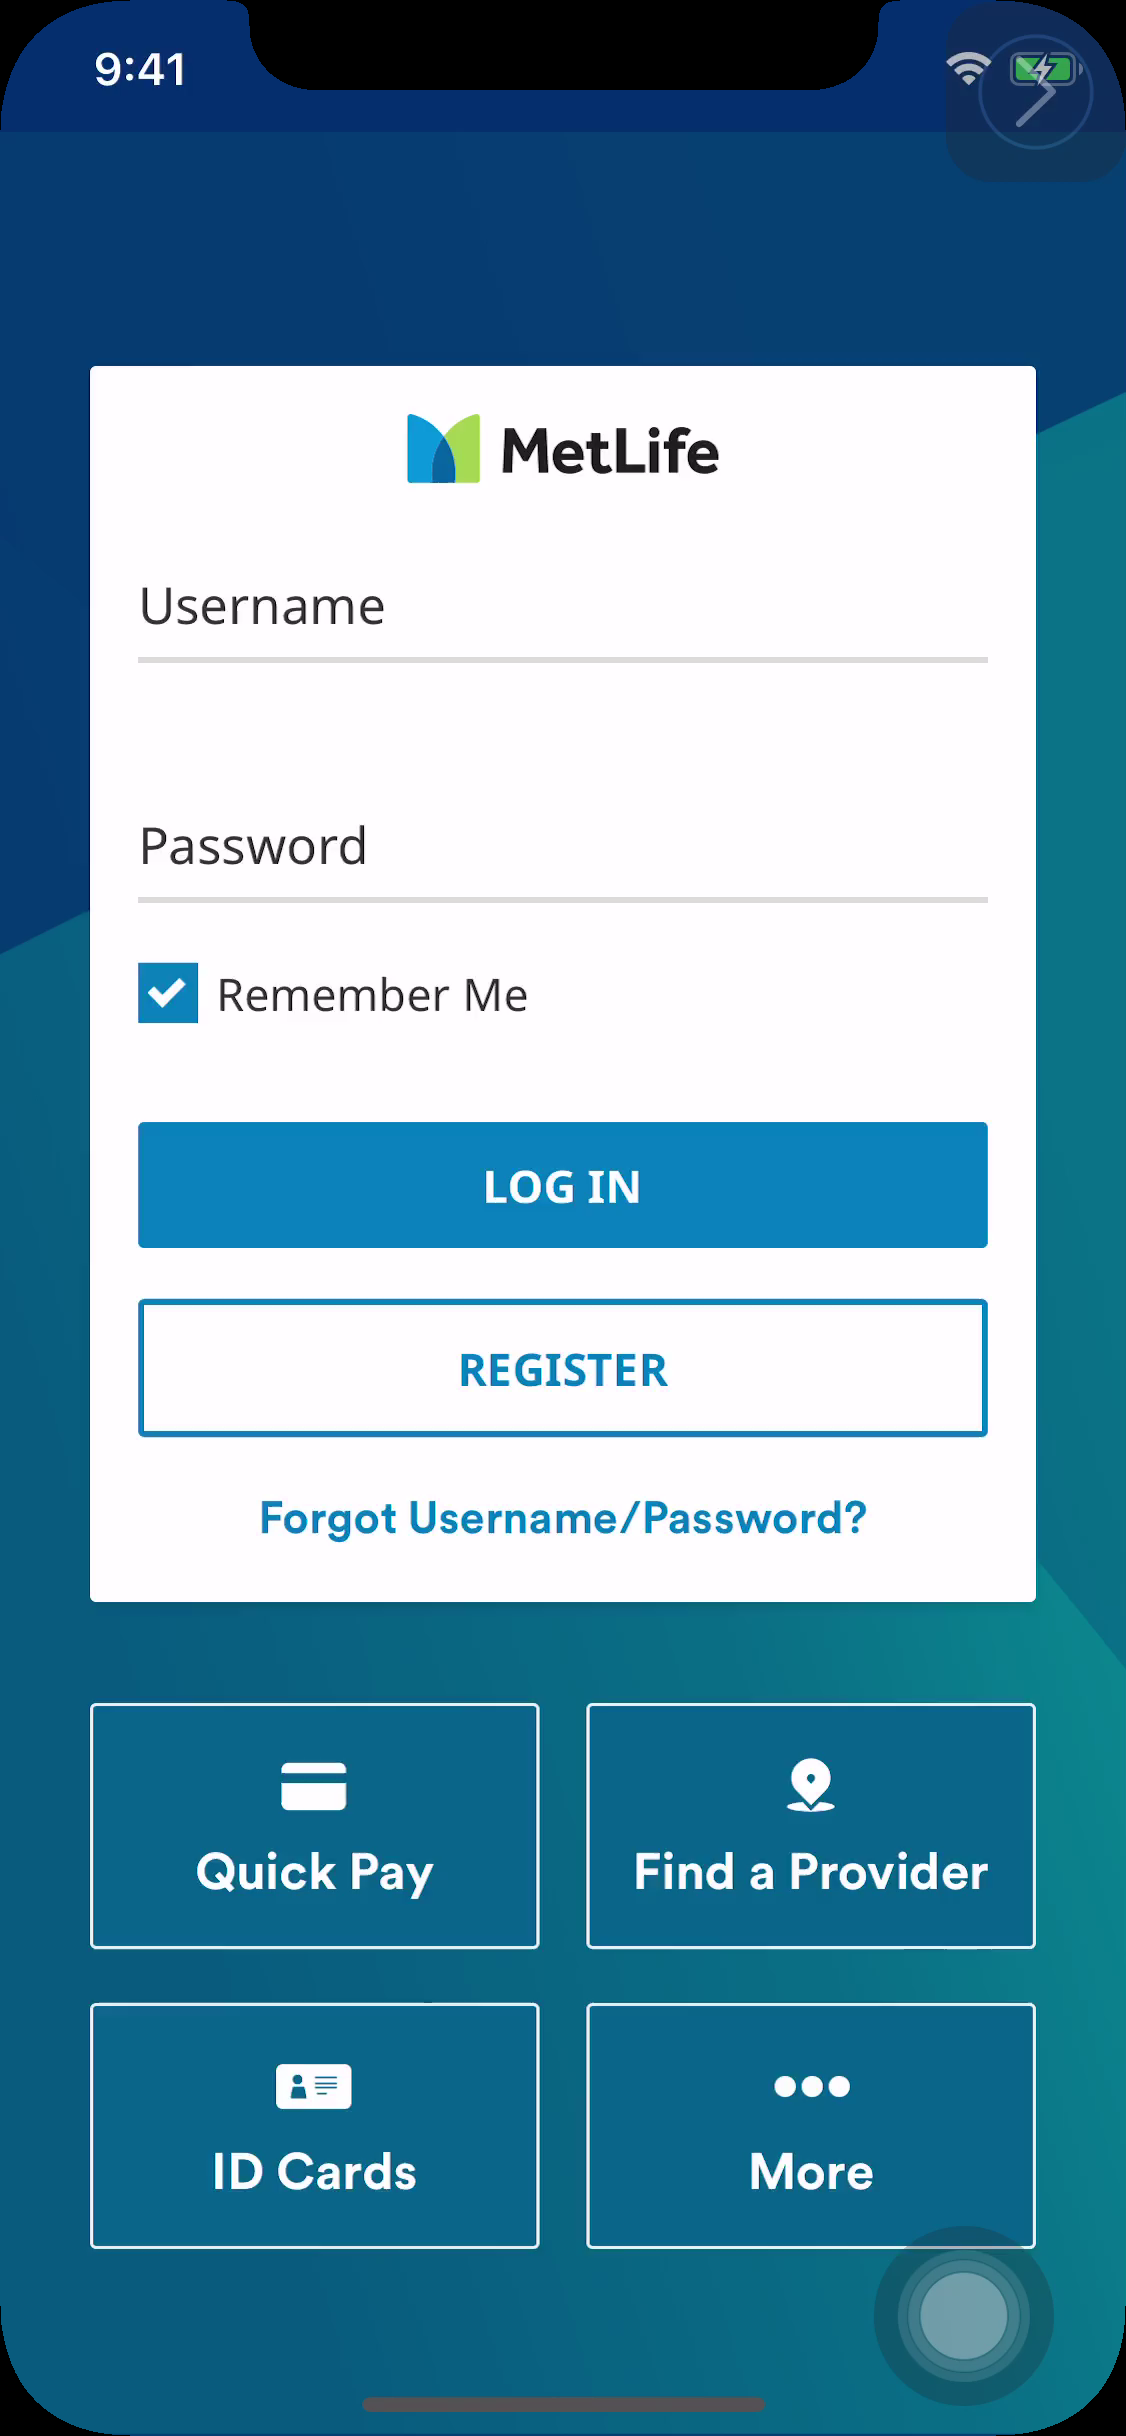 9:41
MetLife
Username
Password
Remember Me
LOG IN
REGISTER
Forgot Username/Password?
Quick Pay
Find a Provider
ID Cards
More